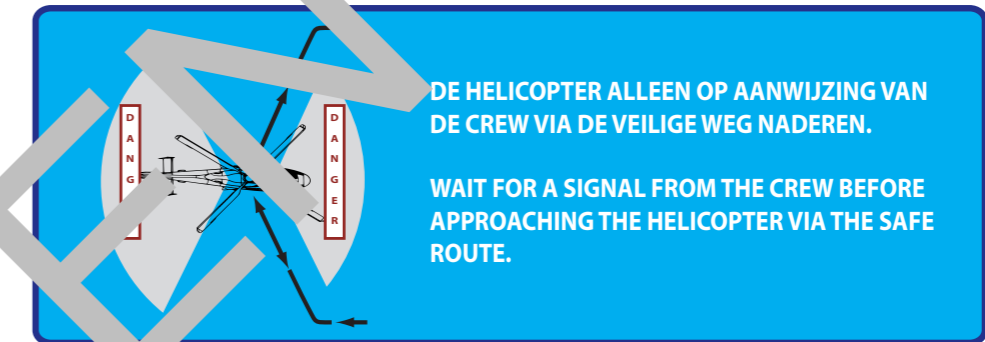 DANG
DANGER
DE HELICOPTER ALLEEN OP AANWIJZING VAN
DE CREW VIA DE VEILIGE WEG NADEREN.
WAIT FOR A SIGNAL FROM THE CREW BEFORE
APPROACHING THE HELICOPTER VIA THE SAFE
ROUTE.